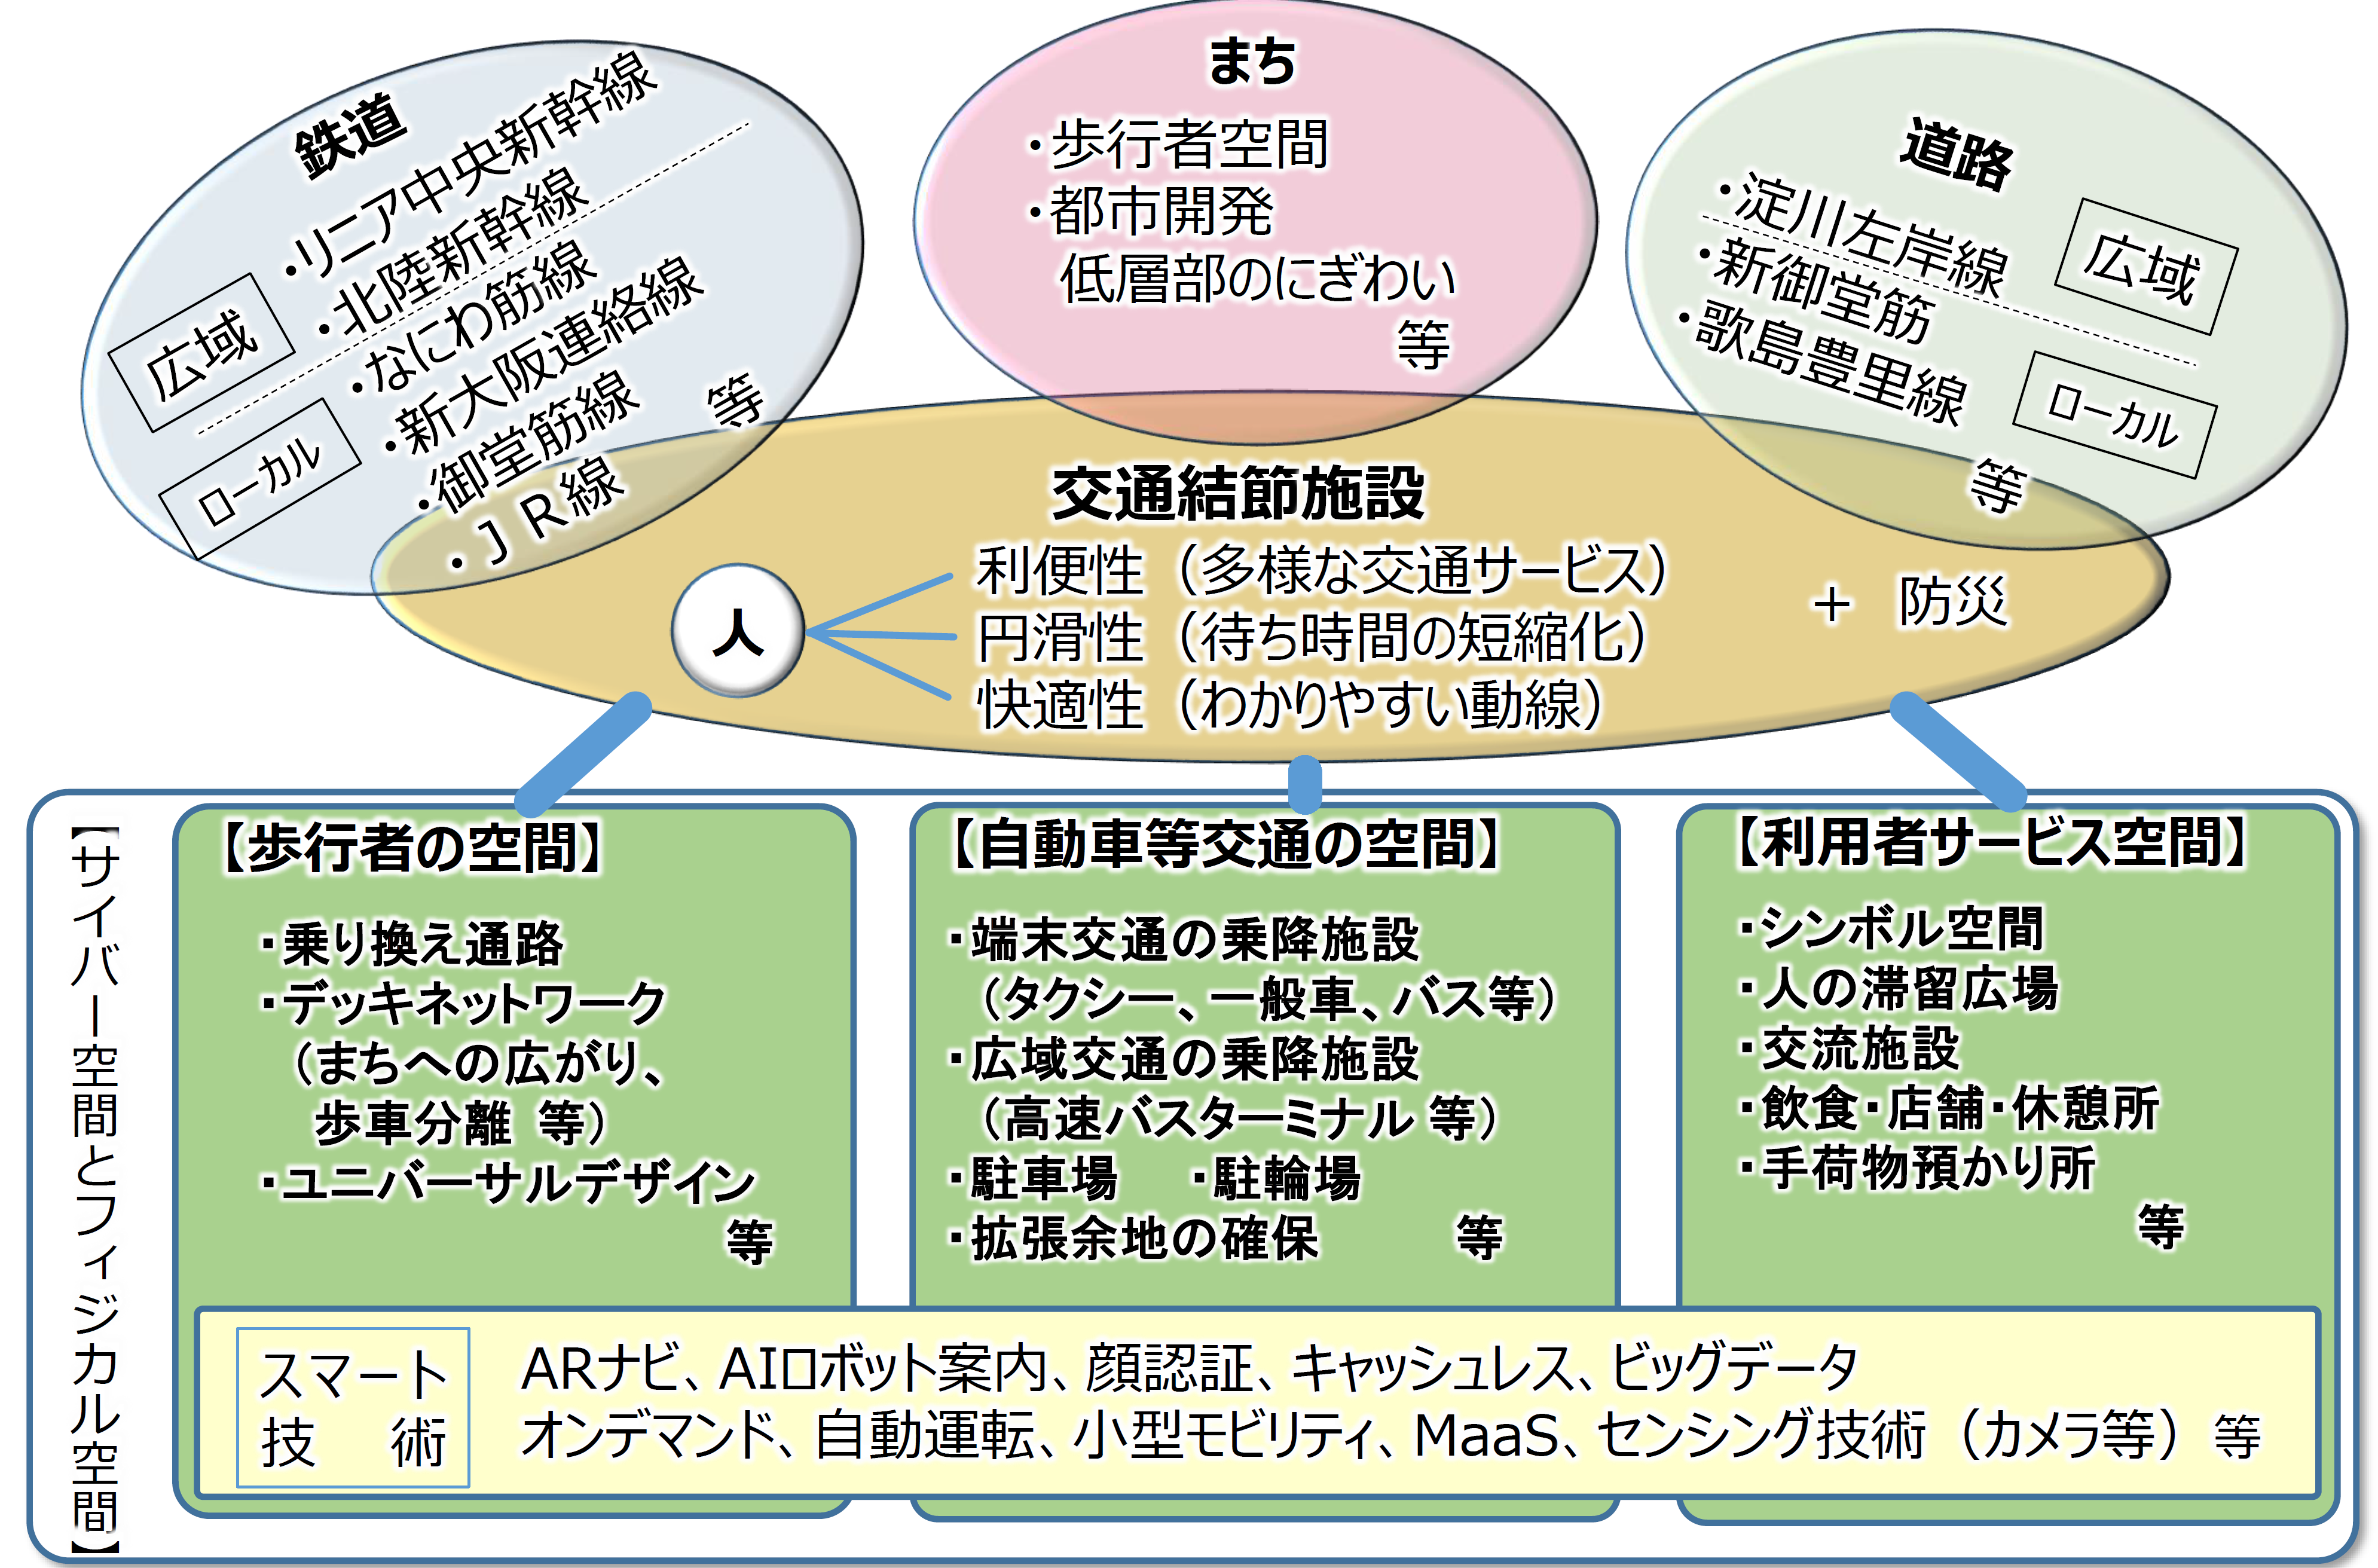 鉄道
・リニア中央新幹線
・北陸新幹線
広域
・なにわ筋線
・新大阪連絡線
・御堂筋線
・ＪＲ線
等
ローカル
まち
・歩行者空間
・都市開発
低層部のにぎわい
等
道路
・淀川左岸線
広域
・新御堂筋
・歌島豊里線
ローカル
等
交通結節施設
人
利便性（多様な交通サービス）
円滑性（待ち時間の短縮化）
快適性（わかりやすい動線）
＋ 防災
【サイバー空間とフィジカル空間】
【歩行者の空間】
・乗り換え通路
・デッキネットワーク
（まちへの広がり、
歩車分離 等）
・ユニバーサルデザイン
等
【自動車等交通の空間】
・端末交通の乗降施設
（タクシー、一般車、バス等）
・広域交通の乗降施設
（高速バスターミナル 等）
・駐車場 ・駐輪場
・拡張余地の確保 等
【利用者サービス空間】
・シンボル空間
・人の滞留広場
・交流施設
・飲食・店舗・休憩所
・手荷物預かり所
等
スマート
技 術
ARナビ、AIロボット案内、顔認証、キャッシュレス、ビッグデータ
オンデマンド、自動運転、小型モビリティ、MaaS、センシング技術（カメラ等）等